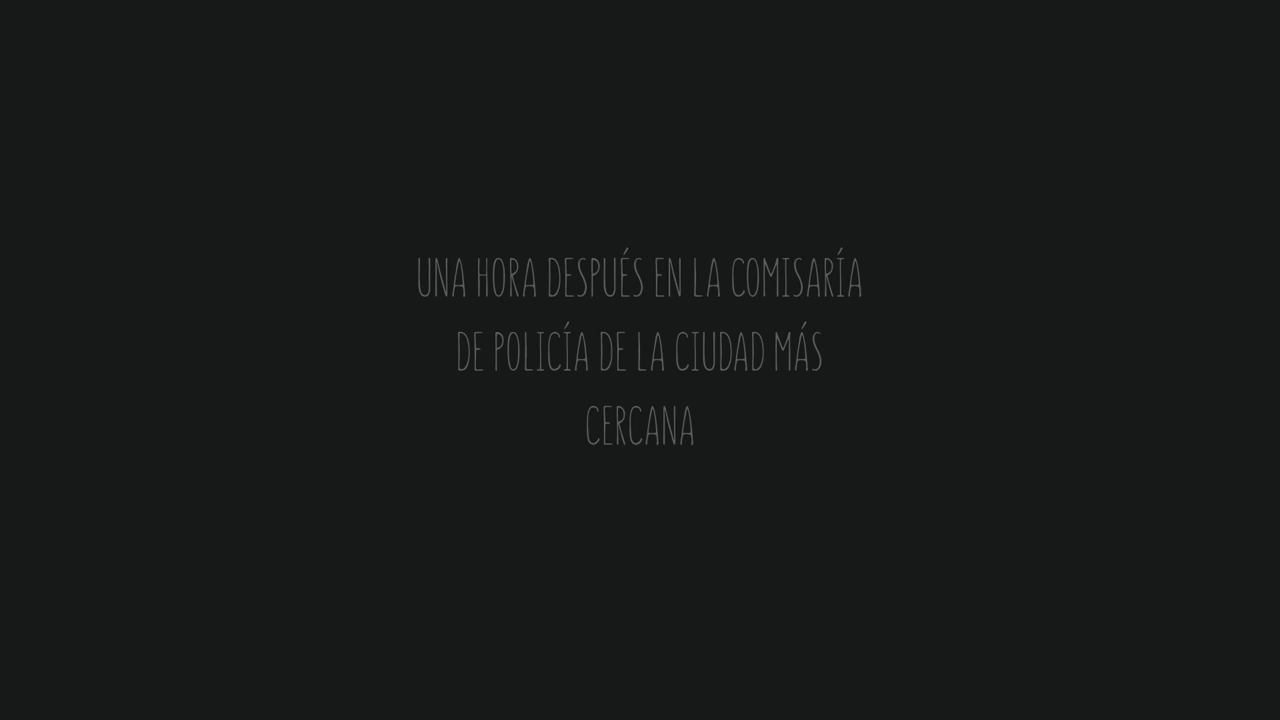 UNA HORA DESPUÉS EN LA COMISARÍA
DE POLICÍA DE LA CIUDAD MÁS
CERCANA